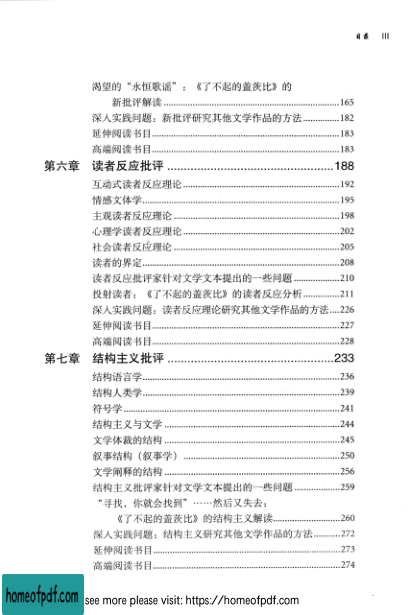 目录 III
渴望的“永恒歌谣”：《了不起的盖茨比》的
新批评解读 165
深入实践问题：新批评研究其他文学作品的方法 182
延伸阅读书目 183
高端阅读书目 183
第六章 读者反应批评 188
互动式读者反应理论 192
情感文体学 195
主观读者反应理论 198
心理学读者反应理论 202
社会读者反应理论 205
读者的界定 208
读者反应批评家针对文学文本提出的一些问题 210
投射读者：《了不起的盖茨比》的读者反应分析 211
深入实践问题：读者反应理论研究其他文学作品的方法 226
延伸阅读书目 227
高端阅读书目 228
第七章 结构主义批评 233
结构语言学 236
结构人类学 239
符号学 241
结构主义与文学 244
文学体裁的结构 245
叙事结构（叙事学） 250
文学阐释的结构 256
结构主义批评家针对文学文本提出的一些问题 259
“寻找，你就会找到”……然后又失去：
《了不起的盖茨比》的结构主义解读 260
深入实践问题：结构主义研究其他文学作品的方法 272
延伸阅读书目 273
高端阅读书目 274
homeofpdf.com
see more please visit: https://homeofpdf.com